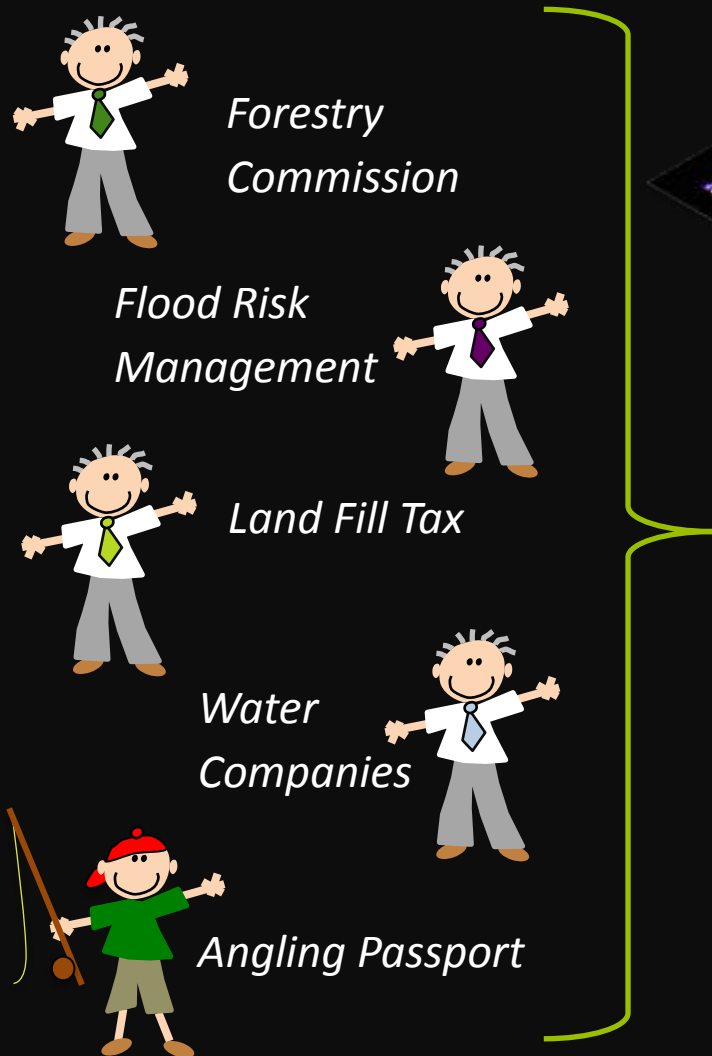 Forestry
Commission
Flood Risk
Management
Land Fill Tax
Water
Companies
Angling Passport